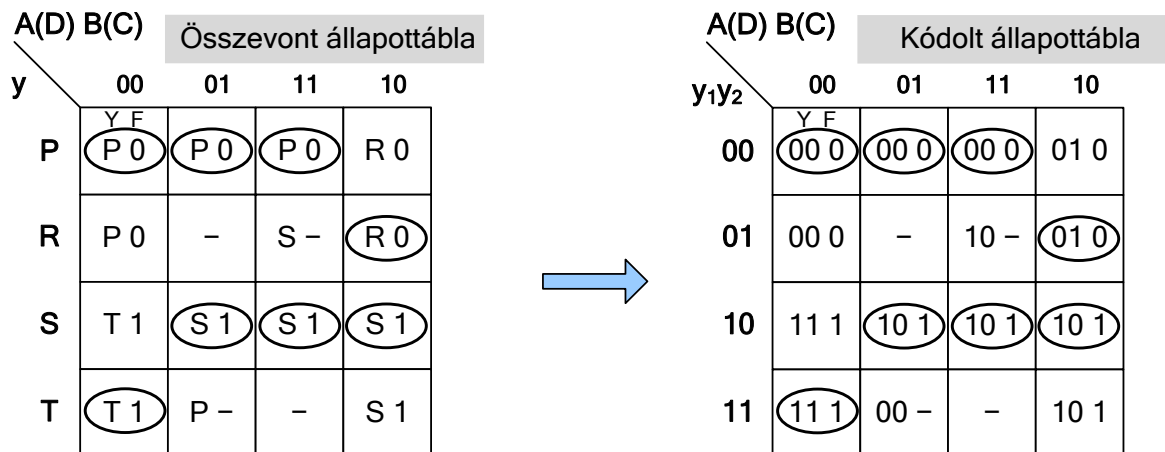 A(D) B(C) Összevont állapottábla
y 00 01 11 10
Y F
P P 0 P 0 P 0 R 0
R P 0 – S – R 0
S T 1 S 1 S 1 S 1
T T 1 P – – S 1
A(D) B(C) Kódolt állapottábla
y₁y₂ 00 01 11 10
Y F
00 00 0 00 0 00 0 01 0
01 00 0 – 10 – 01 0
10 11 1 10 1 10 1 10 1
11 11 1 00 – – 10 1